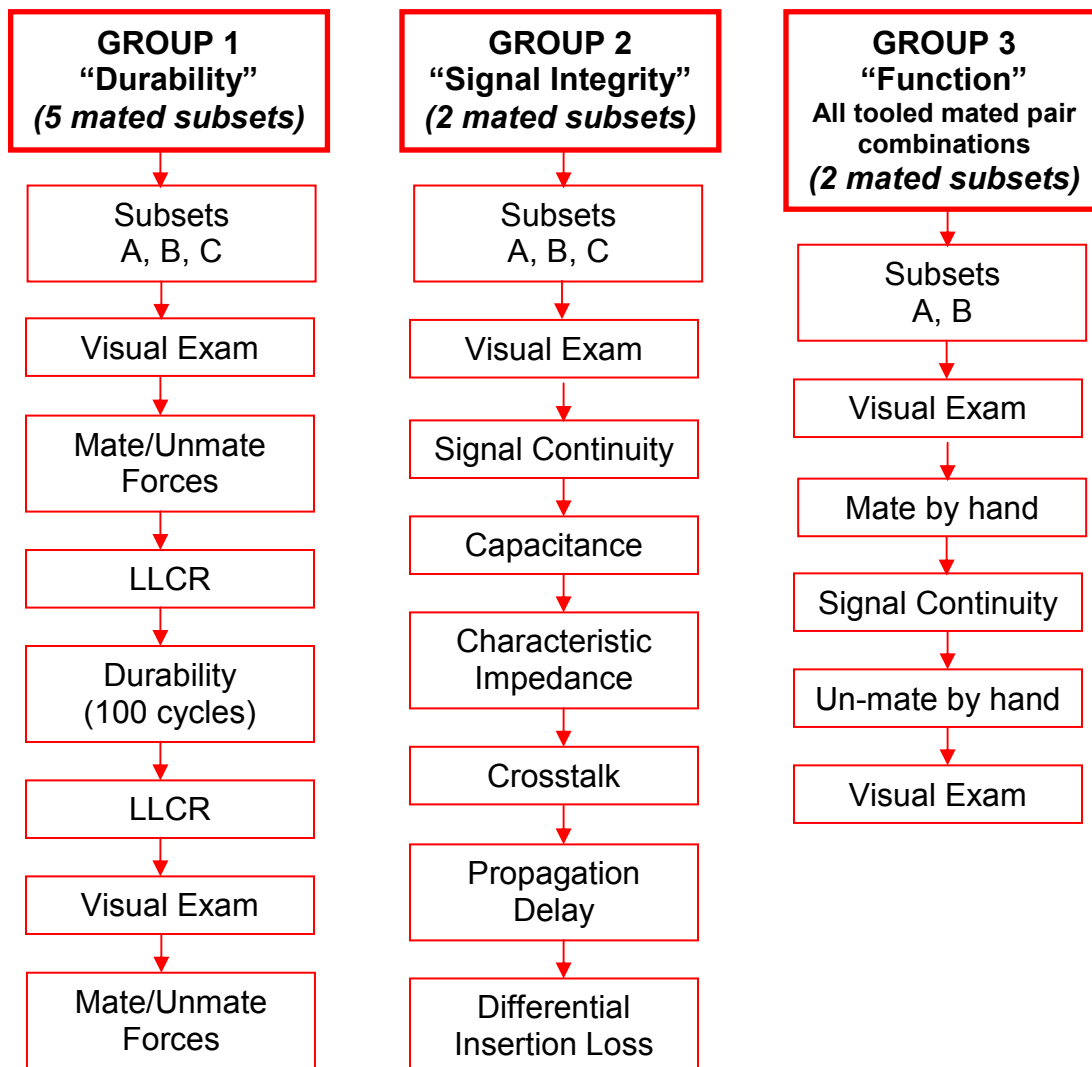 GROUP 1
“Durability”
(5 mated subsets)
Subsets
A, B, C
Visual Exam
Mate/Unmate
Forces
LLCR
Durability
(100 cycles)
LLCR
Visual Exam
Mate/Unmate
Forces
GROUP 2
“Signal Integrity”
(2 mated subsets)
Subsets
A, B, C
Visual Exam
Signal Continuity
Capacitance
Characteristic
Impedance
Crosstalk
Propagation
Delay
Differential
Insertion Loss
GROUP 3
“Function”
All tooled mated pair
combinations
(2 mated subsets)
Subsets
A, B
Visual Exam
Mate by hand
Signal Continuity
Un-mate by hand
Visual Exam